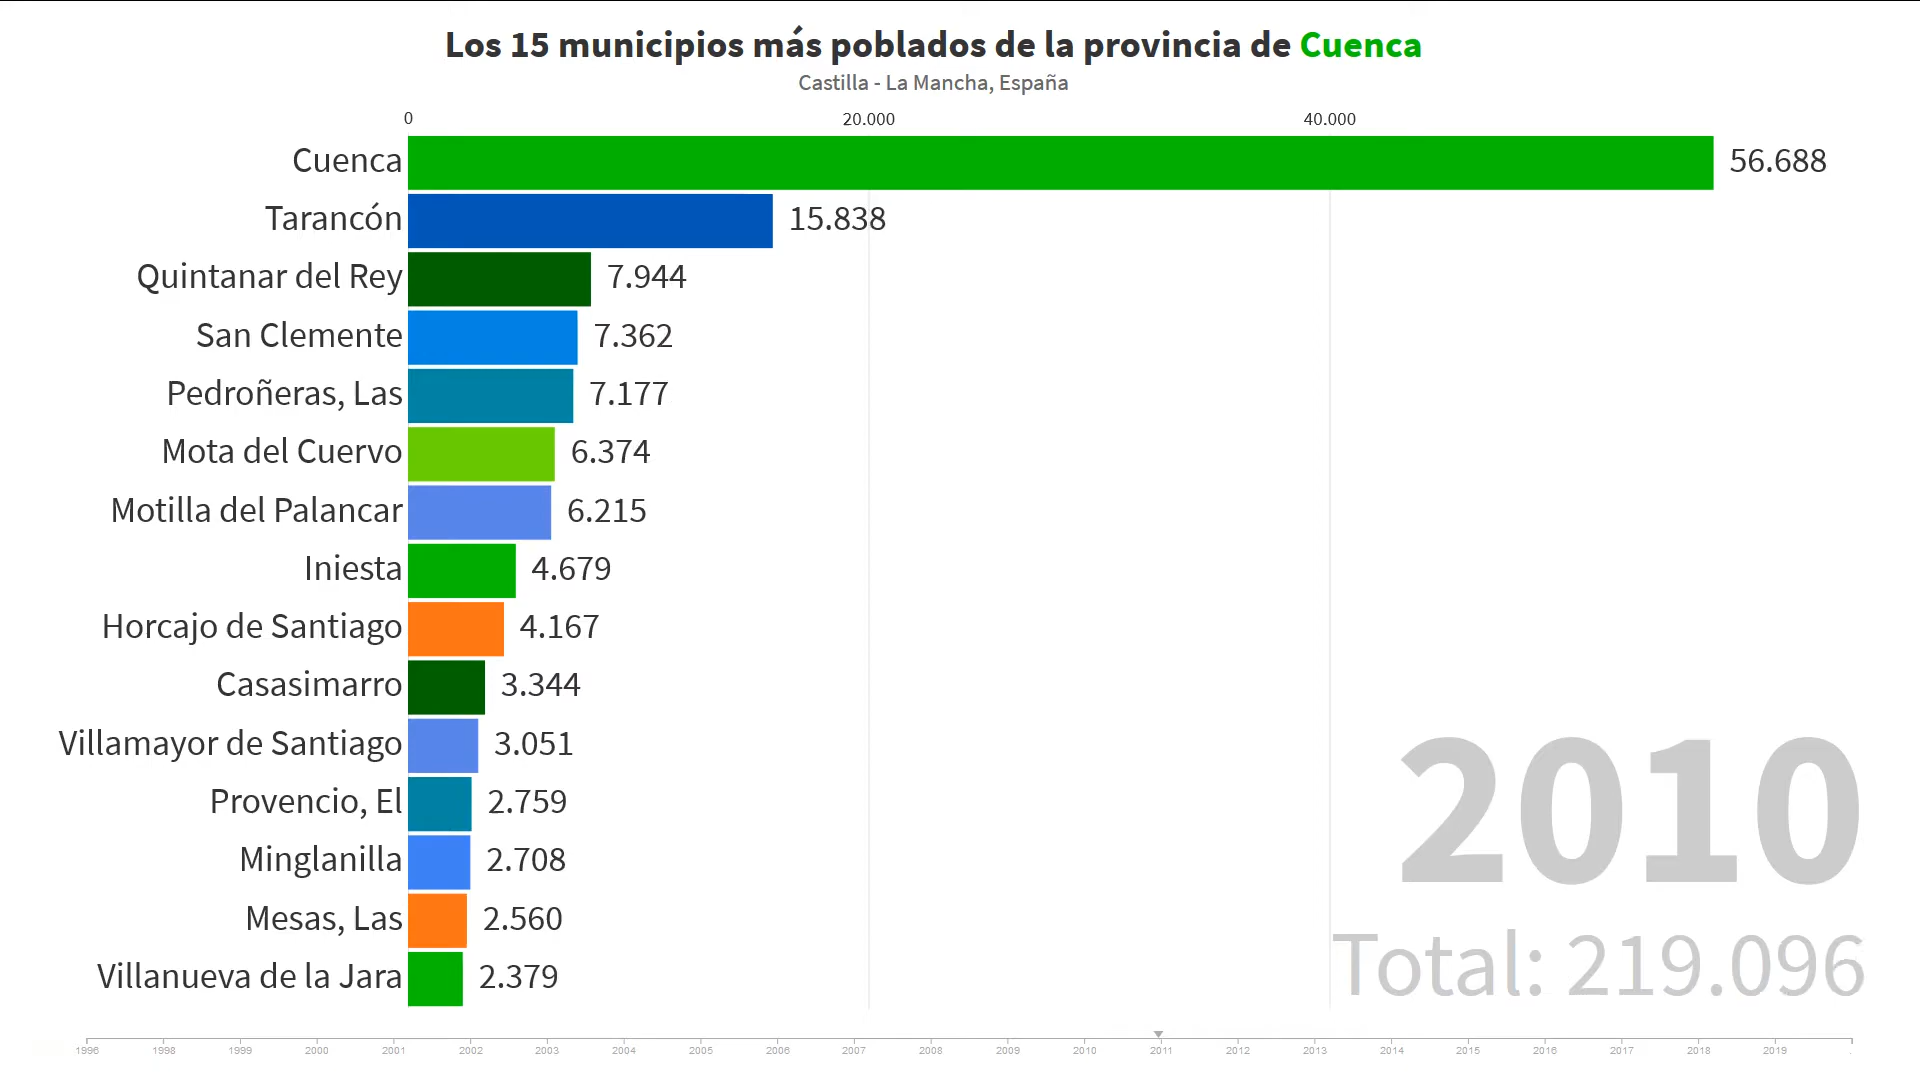 Los 15 municipios más poblados de la provincia de Cuenca
Castilla - La Mancha, España
0 20.000 40.000
Cuenca 56.688
Tarancón 15.838
Quintanar del Rey 7.944
San Clemente 7.362
Pedroñeras, Las 7.177
Mota del Cuervo 6.374
Motilla del Palancar 6.215
Iniesta 4.679
Horcajo de Santiago 4.167
Casasimarro 3.344
Villamayor de Santiago 3.051
Provencio, El 2.759
Minglanilla 2.708
Mesas, Las 2.560
Villanueva de la Jara 2.379
2010
Total: 219.096
1996 1998 1999 2000 2001 2002 2003 2004 2005 2006 2007 2008 2009 2010 2011 2012 2013 2014 2015 2016 2017 2018 2019